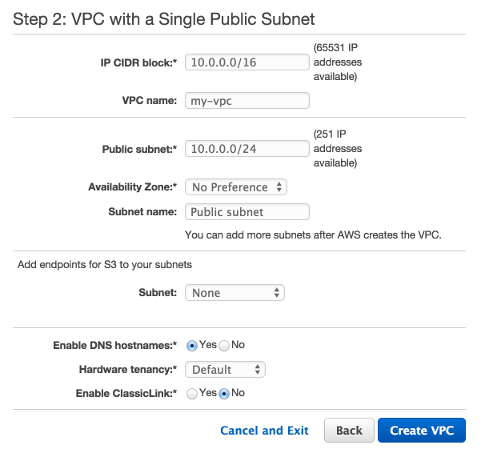 Step 2: VPC with a Single Public Subnet
IP CIDR block:* 10.0.0.0/16 (65531 IP
addresses
available)
VPC name: my-vpc
Public subnet:* 10.0.0.0/24 (251 IP
addresses
available)
Availability Zone:* No Preference
Subnet name: Public subnet
You can add more subnets after AWS creates the VPC.
Add endpoints for S3 to your subnets
Subnet: None
Enable DNS hostnames:* Yes No
Hardware tenancy:* Default
Enable ClassicLink:* Yes No
Cancel and Exit Back Create VPC